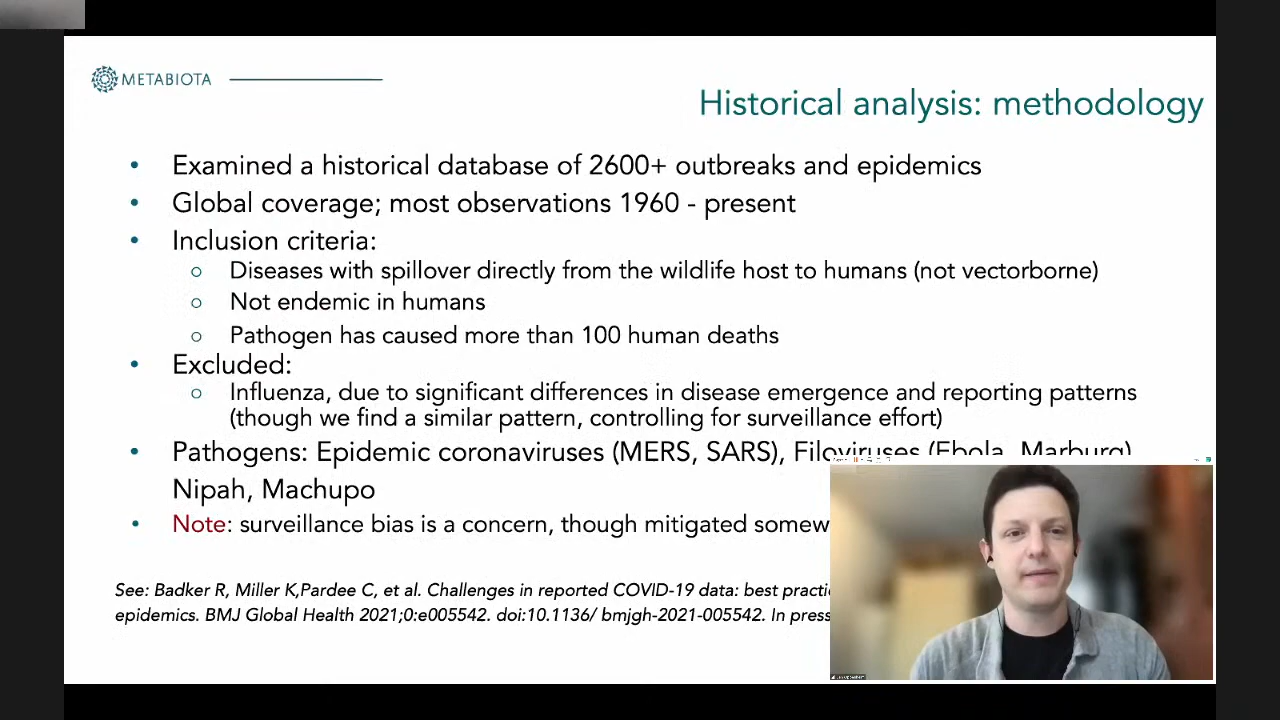 METABIOTA
Historical analysis: methodology
• Examined a historical database of 2600+ outbreaks and epidemics
• Global coverage; most observations 1960 - present
• Inclusion criteria:
○ Diseases with spillover directly from the wildlife host to humans (not vectorborne)
○ Not endemic in humans
○ Pathogen has caused more than 100 human deaths
• Excluded:
○ Influenza, due to significant differences in disease emergence and reporting patterns
(though we find a similar pattern, controlling for surveillance effort)
• Pathogens: Epidemic coronaviruses (MERS, SARS), Filoviruses (Ebola, Marburg)
Nipah, Machupo
• Note: surveillance bias is a concern, though mitigated
See: Badker R, Miller K,Pardee C, et al. Challenges in reported COVID-19 data: best
epidemics. BMJ Global Health 2021;0:e005542. doi:10.1136/ bmjgh-2021-005542. In press